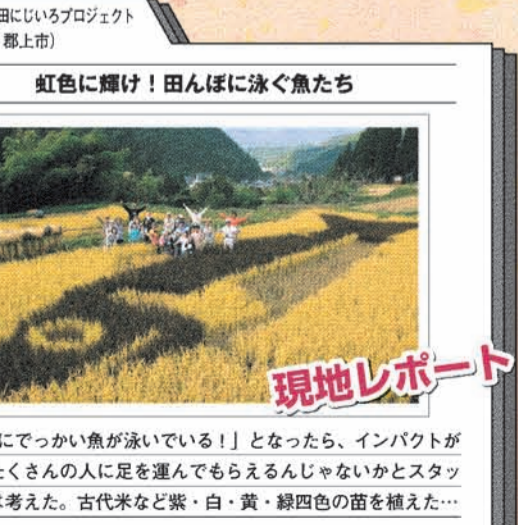 田にじいろプロジェクト
郡上市）
虹色に輝け！田んぼに泳ぐ魚たち
現地レポート
にでっかい魚が泳いでいる！」となったら、インパクトが
たくさんの人に足を運んでもらえるんじゃないかとスタッ
は考えた。古代米など紫・白・黄・緑四色の苗を植えた…